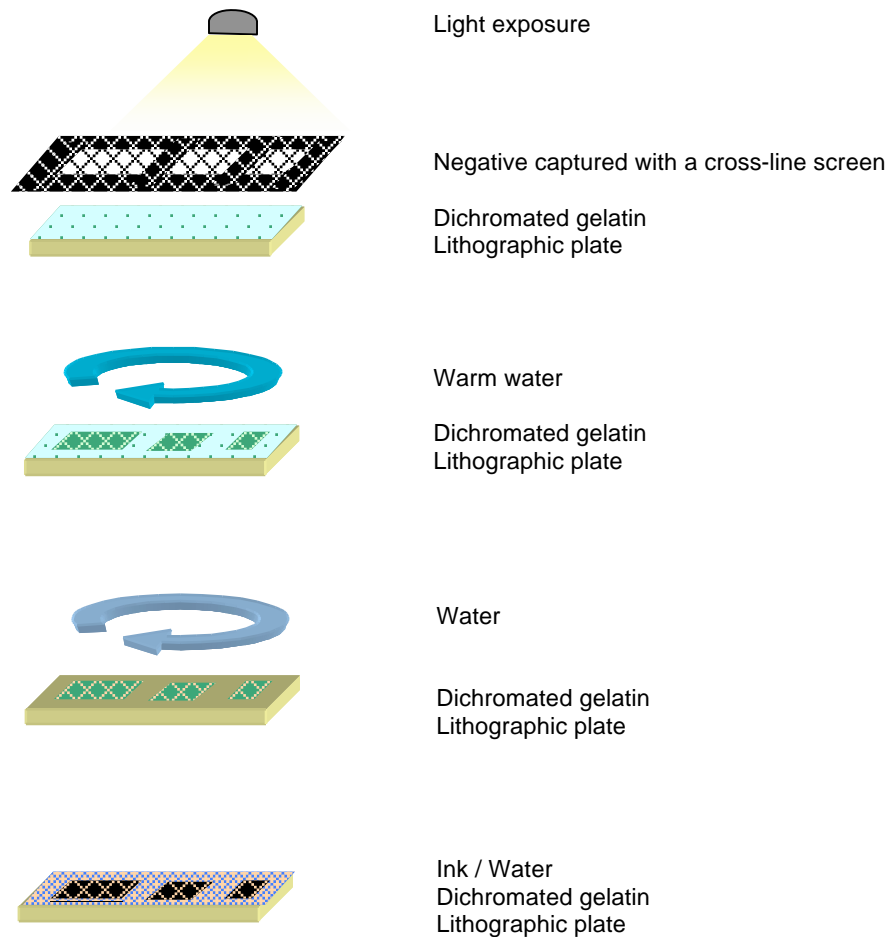 Light exposure
Negative captured with a cross-line screen
Dichromated gelatin
Lithographic plate
Warm water
Dichromated gelatin
Lithographic plate
Water
Dichromated gelatin
Lithographic plate
Ink / Water
Dichromated gelatin
Lithographic plate